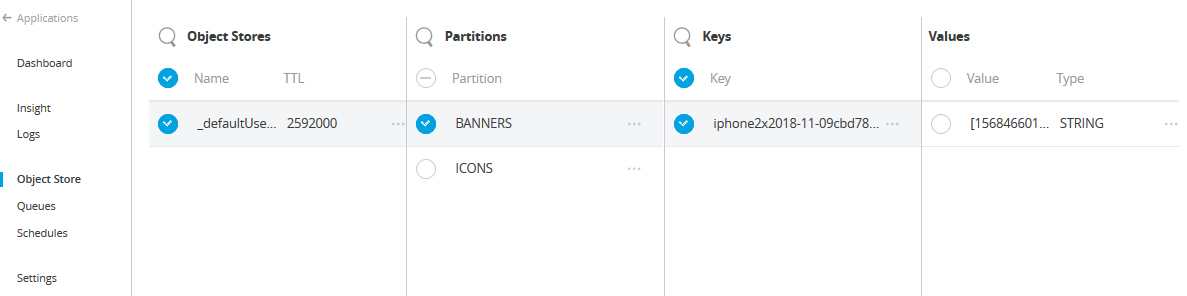 Applications
Dashboard
Insight
Logs
Object Store
Queues
Schedules
Settings
Object Stores
Name TTL
_defaultUse... 2592000 ...
Partitions
Partition
BANNERS ...
ICONS ...
Keys
Key
iphone2x2018-11-09cbd78... ...
Values
Value Type
[156846601... STRING ...